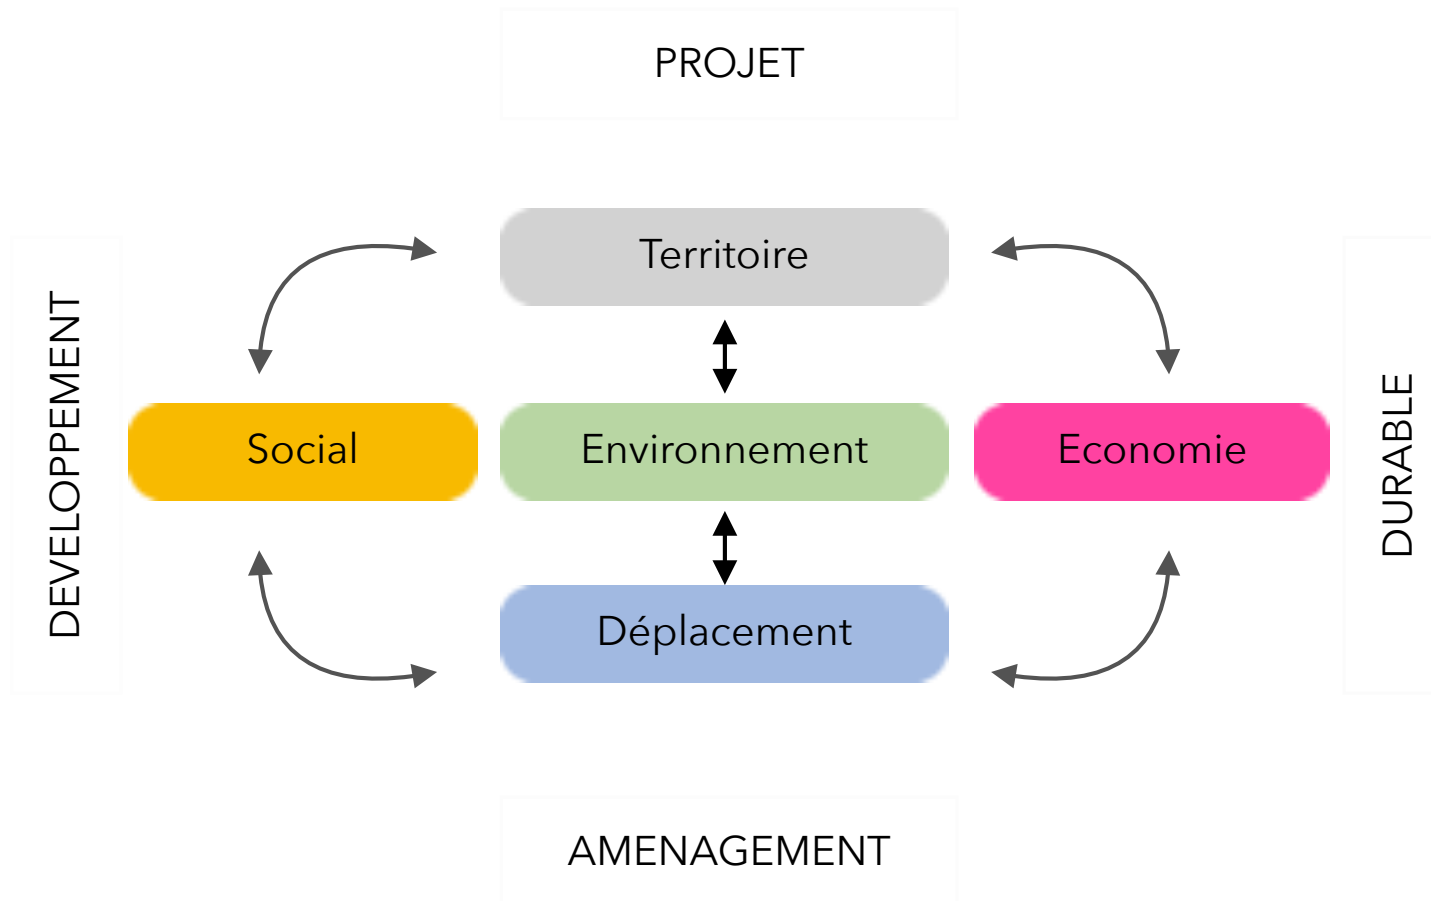 PROJET
Territoire
DEVELOPPEMENT
Social
Environnement
Economie
DURABLE
Déplacement
AMENAGEMENT